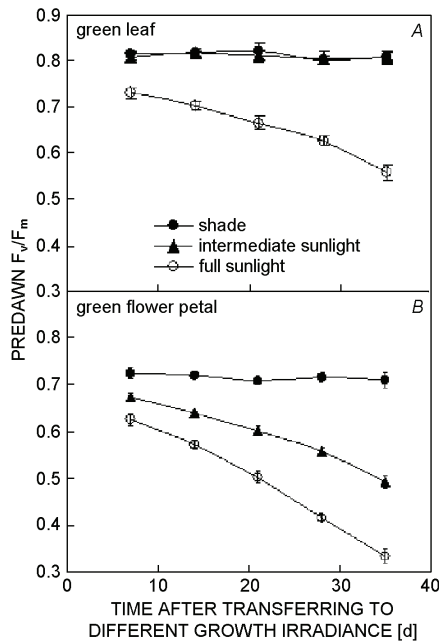 0.9
green leaf
A
0.8
0.7
0.6
0.5
0.4
0.3
shade
intermediate sunlight
full sunlight
PREDAWN Fv/Fm
green flower petal
B
0.8
0.7
0.6
0.5
0.4
0.3
0 10 20 30 40
TIME AFTER TRANSFERRING TO
DIFFERENT GROWTH IRRADIANCE [d]